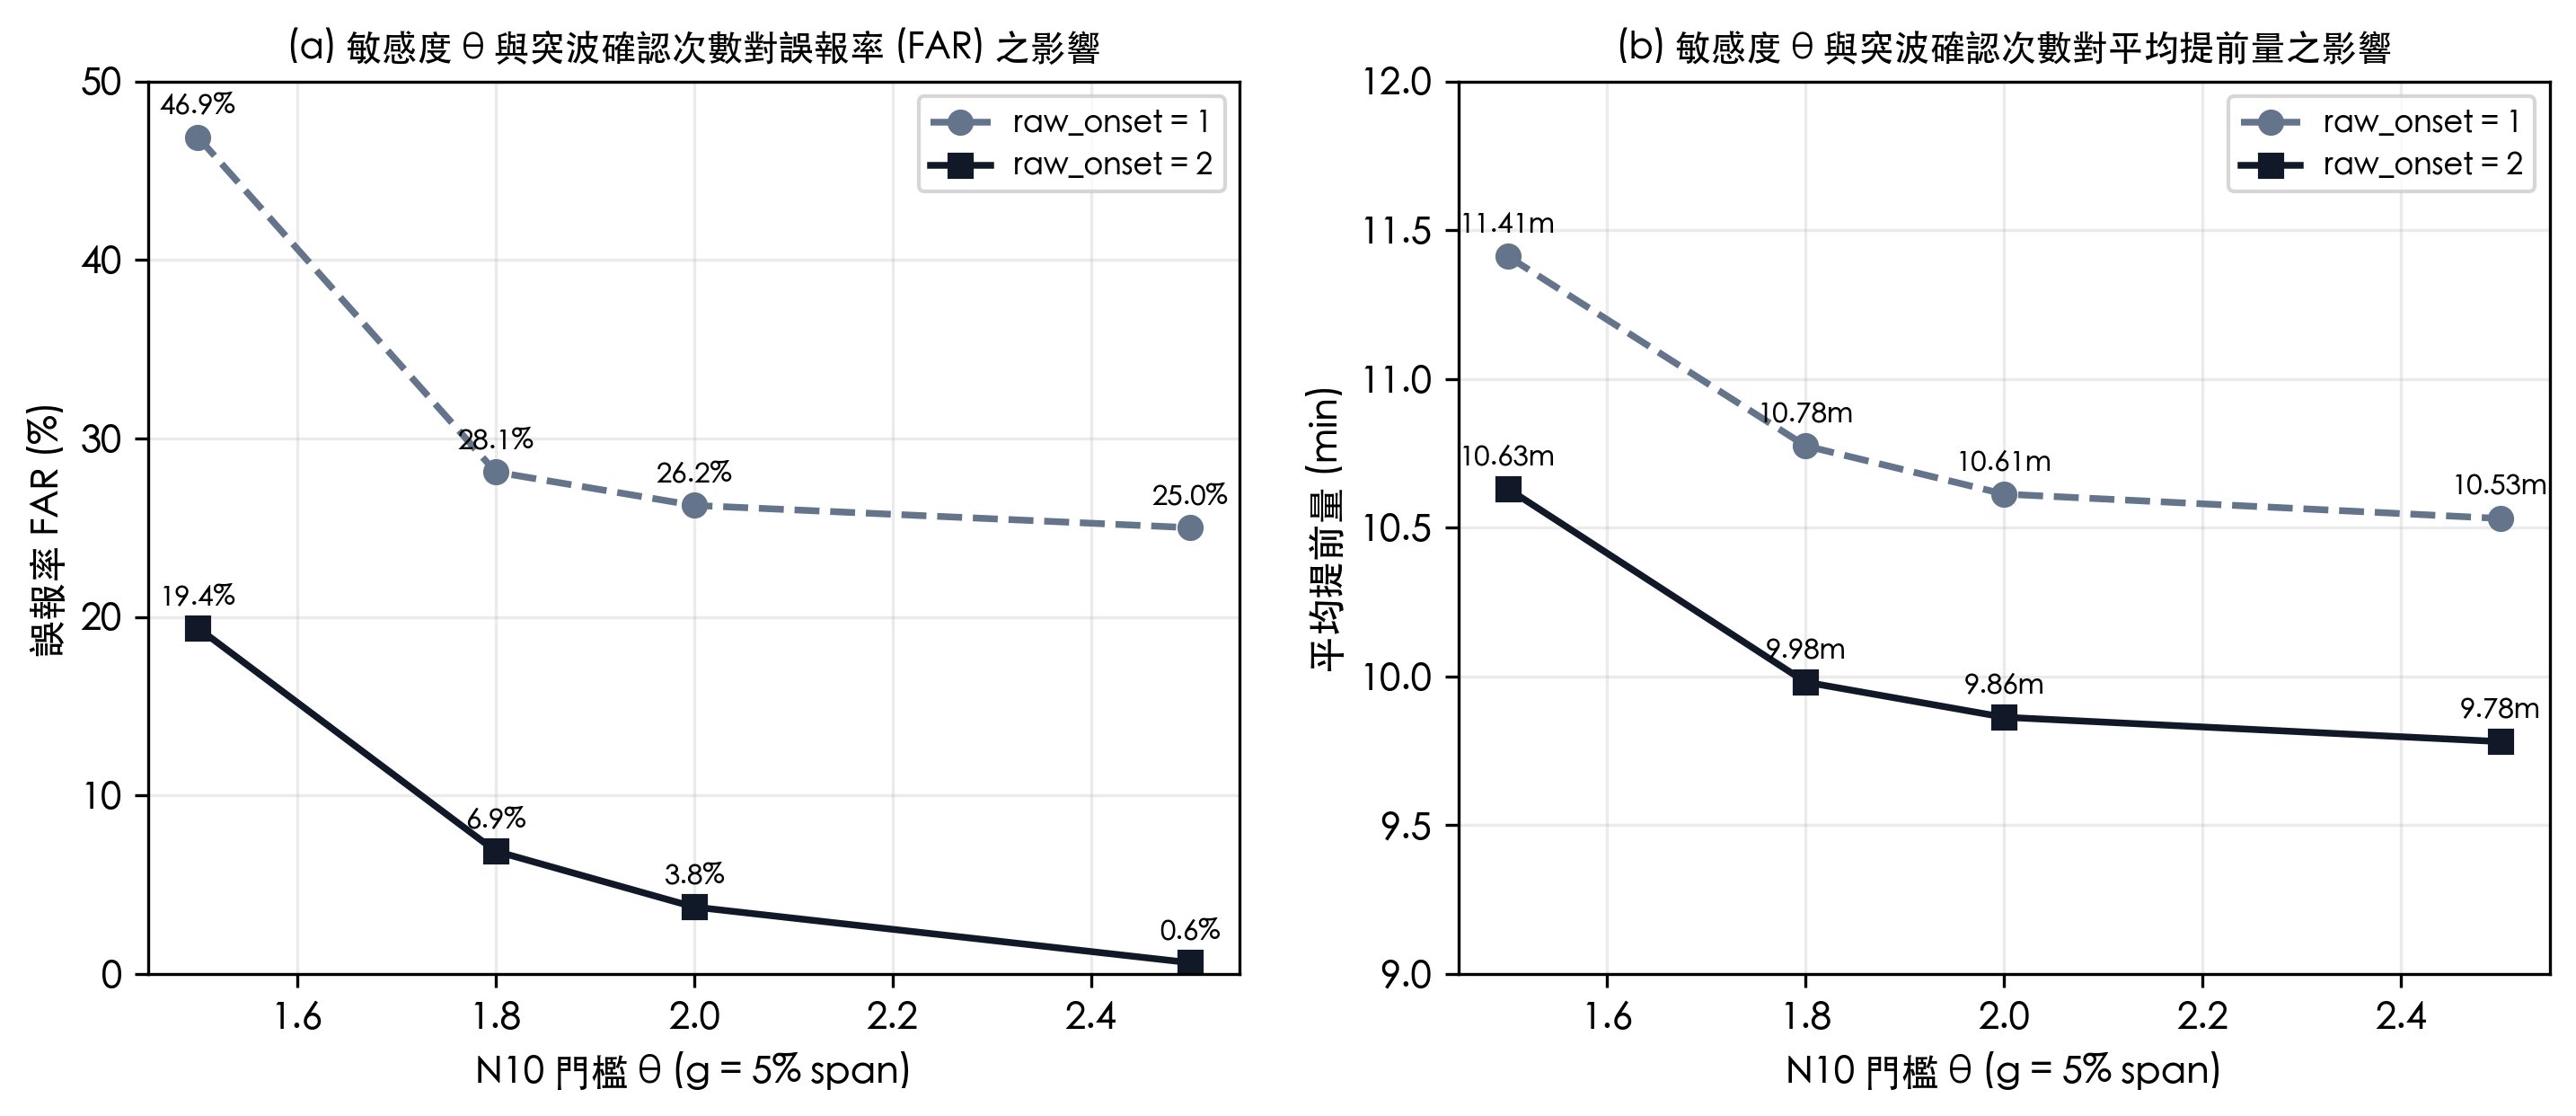 (a) 敏感度 θ 與突波確認次數對誤報率 (FAR) 之影響
50
40
30
20
10
0
誤報率 FAR (%)
46.9%
28.1%
26.2%
25.0%
19.4%
6.9%
3.8%
0.6%
raw_onset = 1
raw_onset = 2
1.6 1.8 2.0 2.2 2.4
N10 門檻 θ (g = 5% span)
(b) 敏感度 θ 與突波確認次數對平均提前量之影響
12.0
11.5
11.0
10.5
10.0
9.5
9.0
平均提前量 (min)
11.41m
10.78m
10.61m
10.53m
10.63m
9.98m
9.86m
9.78m
raw_onset = 1
raw_onset = 2
1.6 1.8 2.0 2.2 2.4
N10 門檻 θ (g = 5% span)